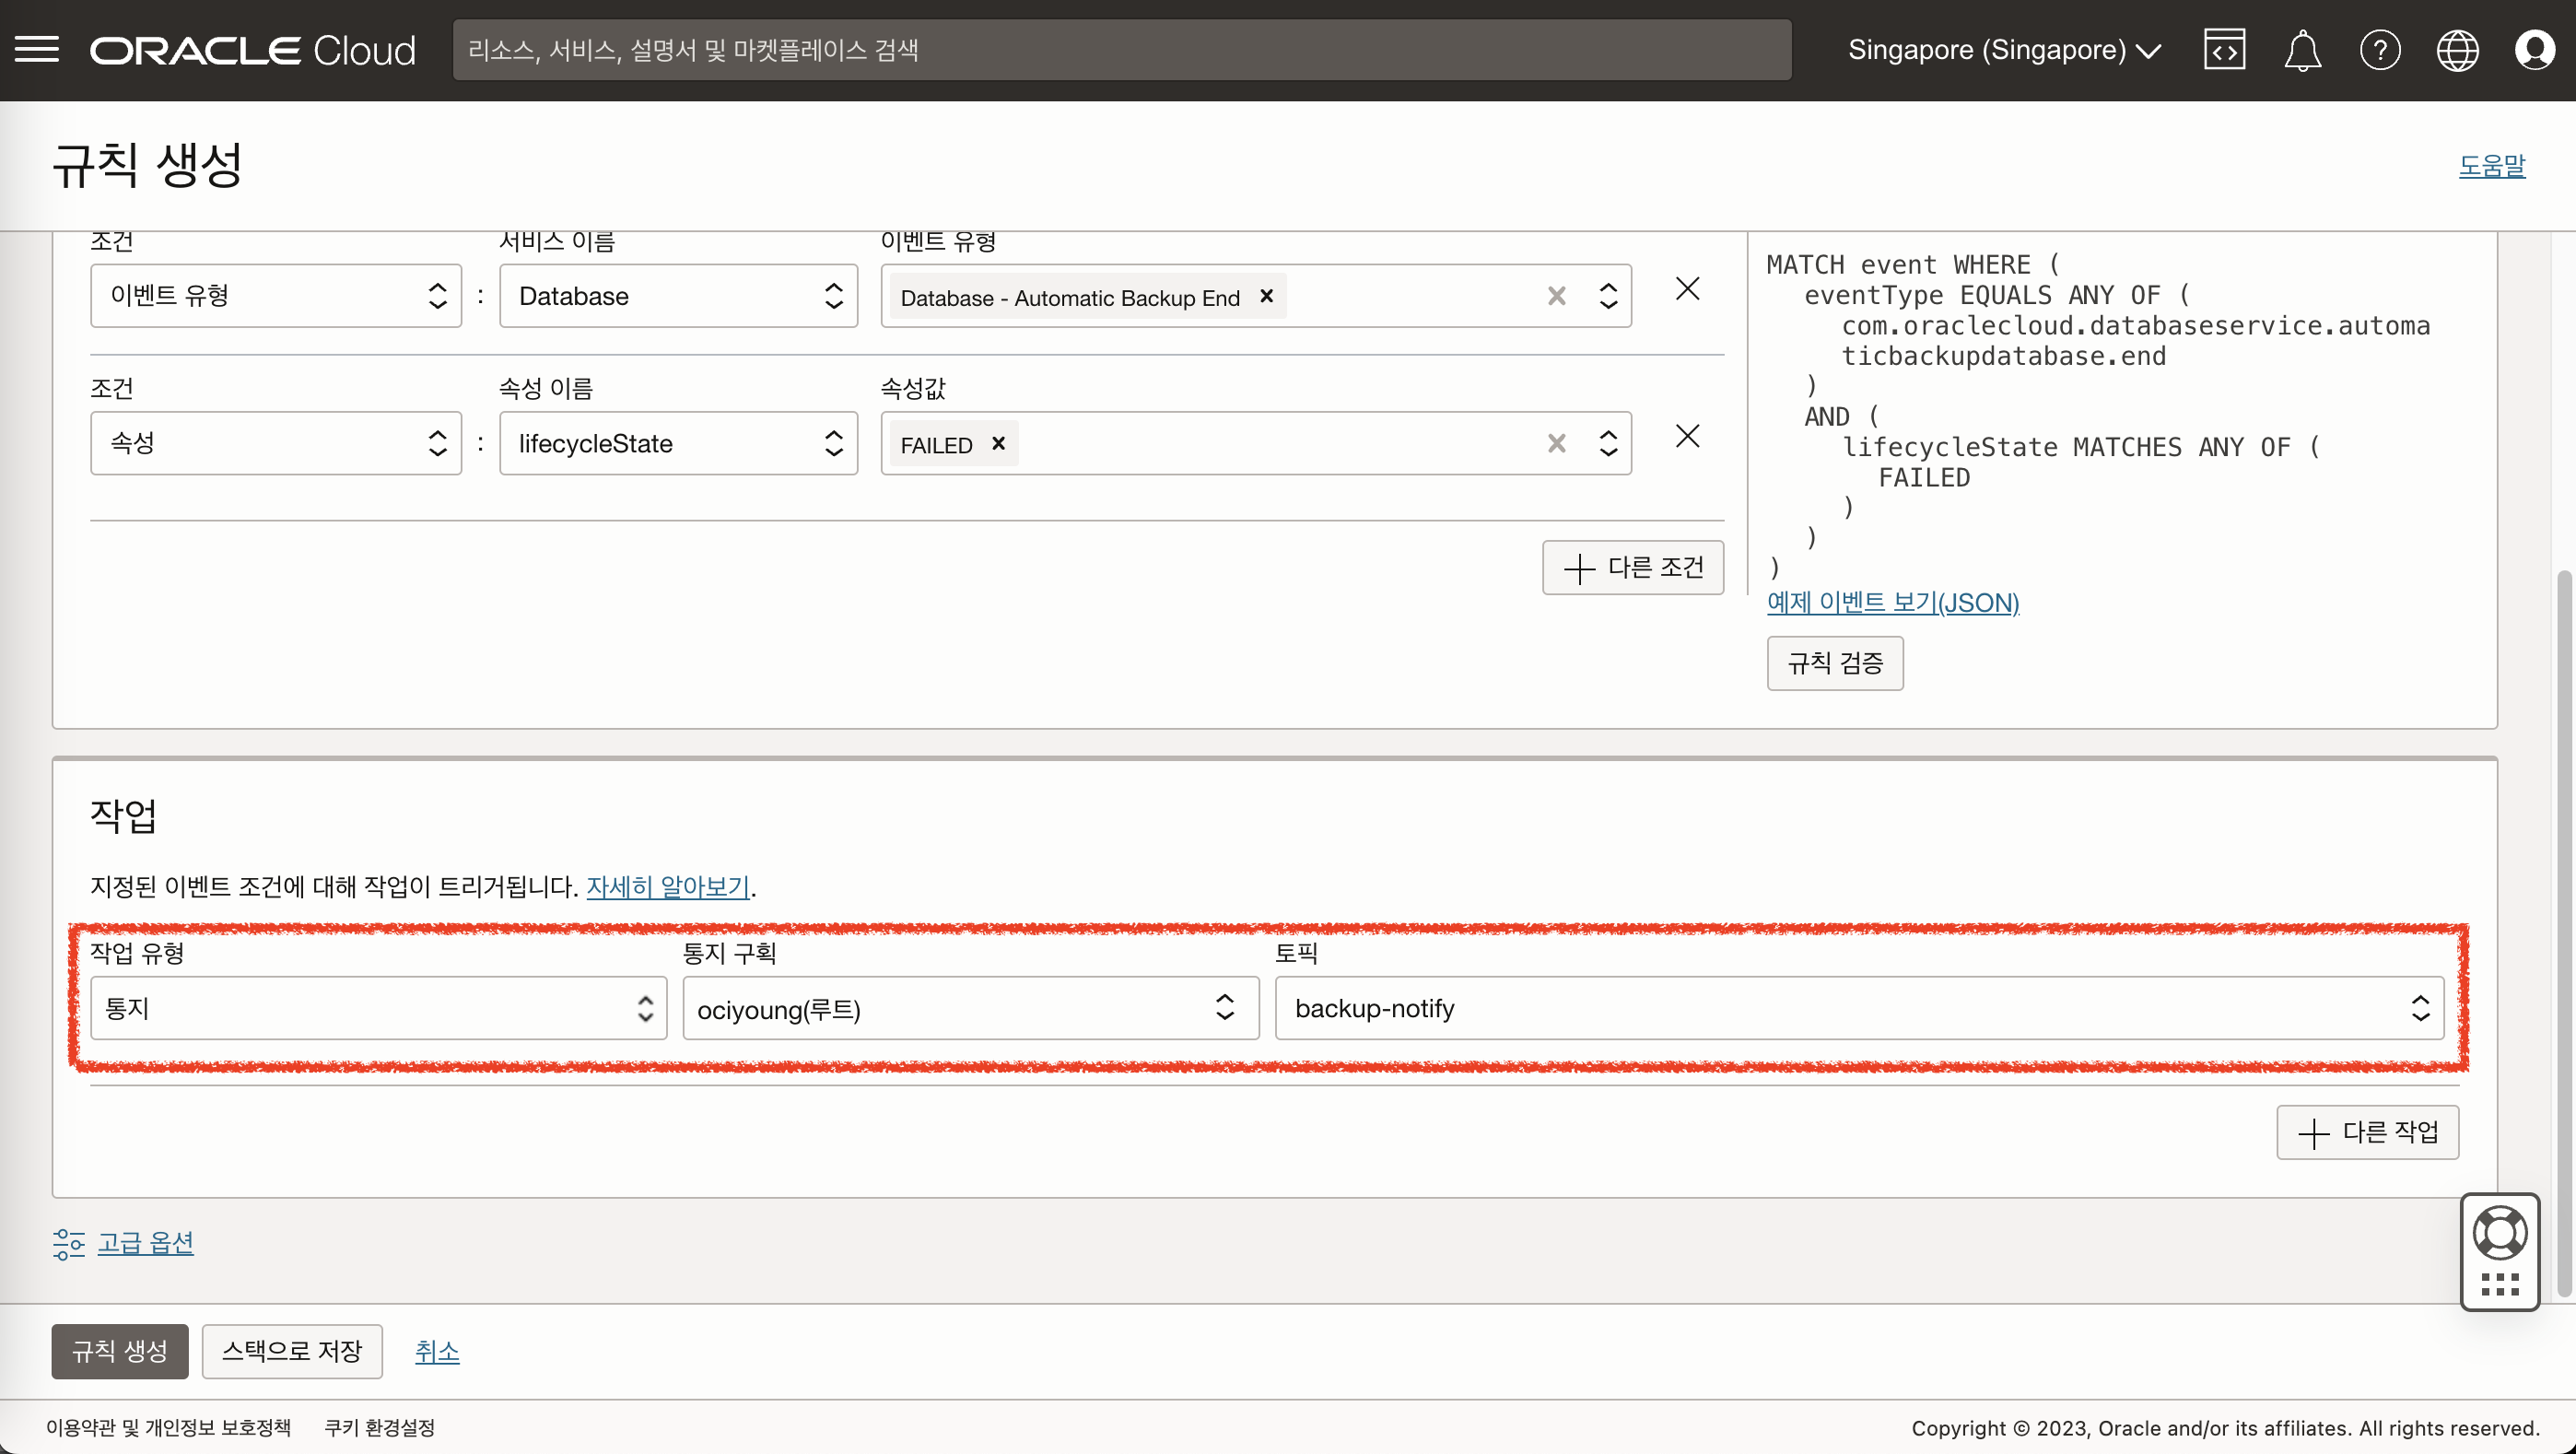 ORACLE Cloud
리소스, 서비스, 설명서 및 마켓플레이스 검색
Singapore (Singapore)
규칙 생성
도움말
조건
서비스 이름
이벤트 유형
이벤트 유형
:
Database
Database - Automatic Backup End
조건
속성 이름
속성값
속성
:
lifecycleState
FAILED
다른 조건
MATCH event WHERE (
eventType EQUALS ANY OF (
com.oraclecloud.databaseservice.automa
ticbackupdatabase.end
)
AND (
lifecycleState MATCHES ANY OF (
FAILED
)
)
)
예제 이벤트 보기(JSON)
규칙 검증
작업
지정된 이벤트 조건에 대해 작업이 트리거됩니다. 자세히 알아보기.
작업 유형
통지 구획
토픽
통지
ociyoung(루트)
backup-notify
다른 작업
고급 옵션
규칙 생성
스택으로 저장
취소
이용약관 및 개인정보 보호정책
쿠키 환경설정
Copyright © 2023, Oracle and/or its affiliates. All rights reserved.